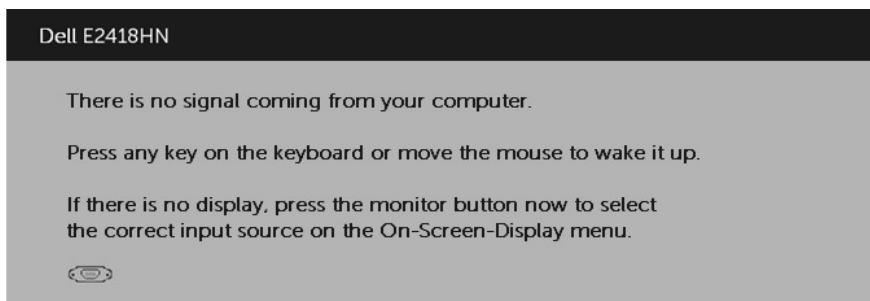 Dell E2418HN
There is no signal coming from your computer.
Press any key on the keyboard or move the mouse to wake it up.
If there is no display, press the monitor button now to select
the correct input source on the On-Screen-Display menu.